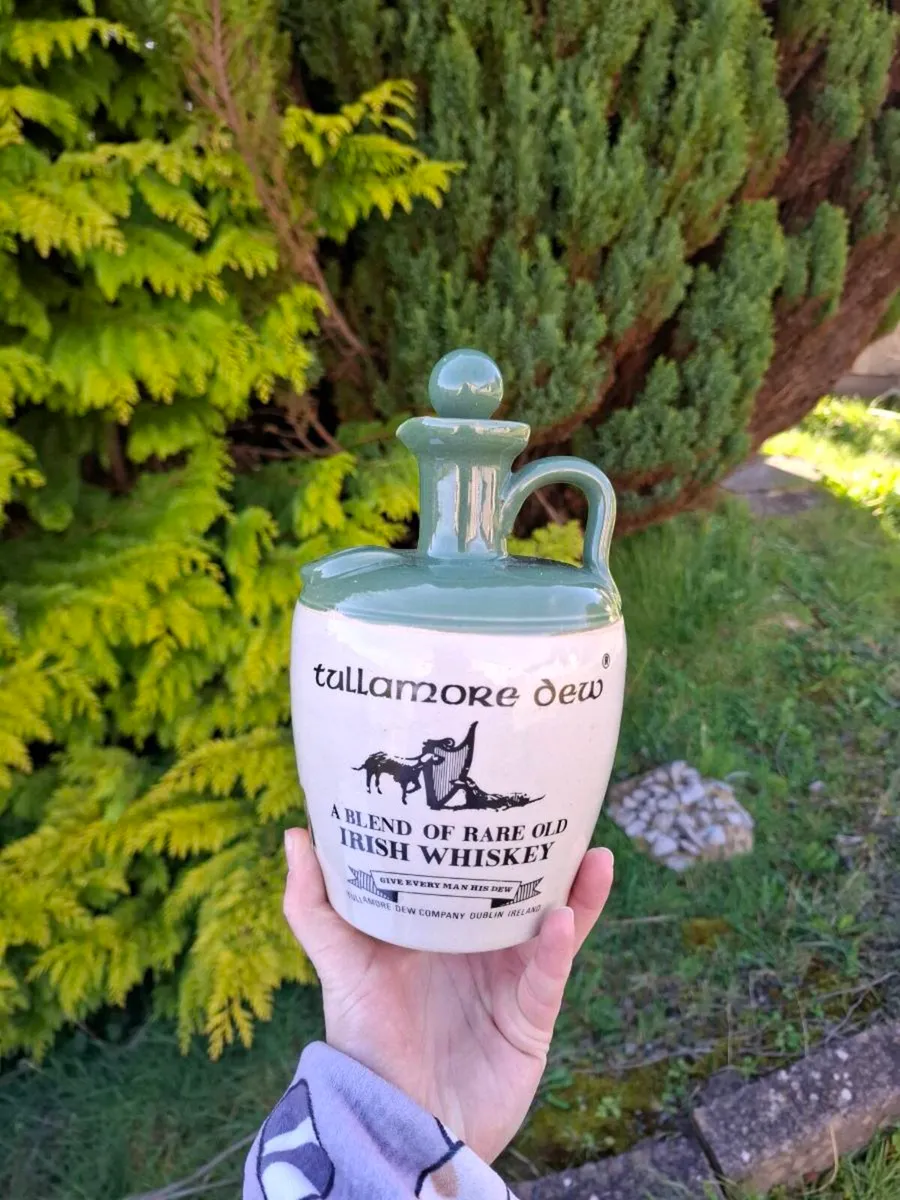 tullamore dew ®
A BLEND OF RARE OLD
IRISH WHISKEY
GIVE EVERY MAN HIS DEW
TULLAMORE DEW COMPANY DUBLIN IRELAND